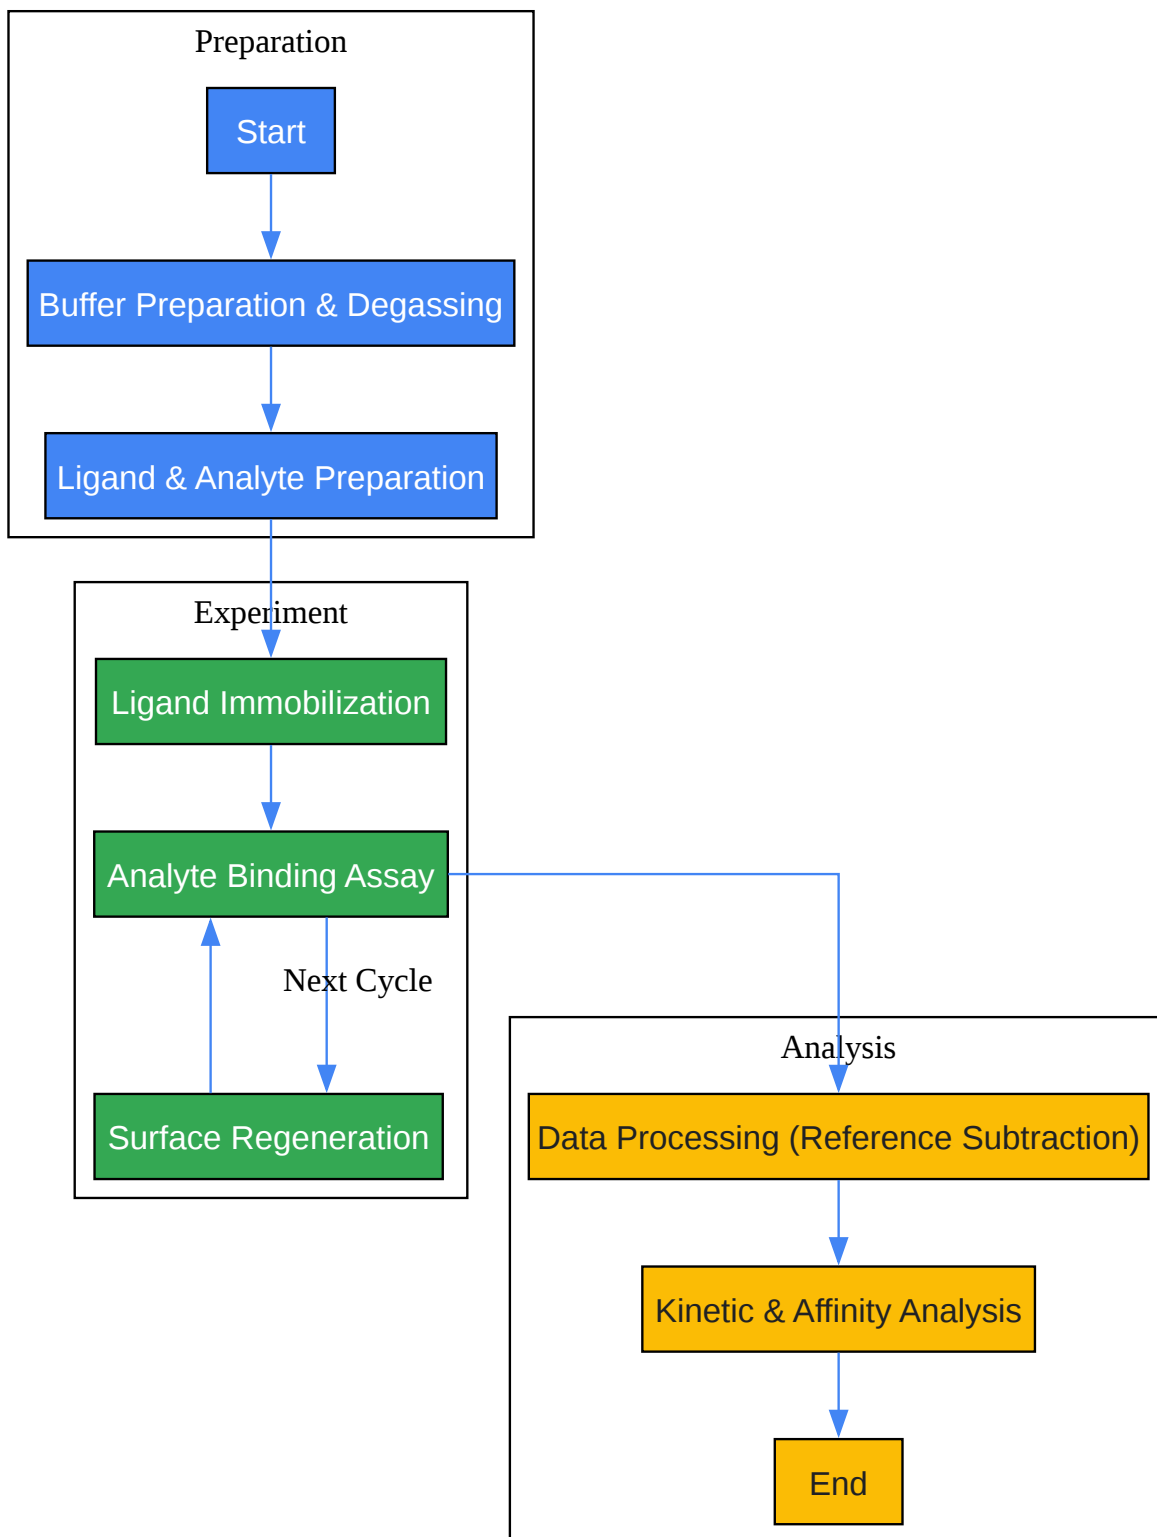 Preparation
Start
Buffer Preparation & Degassing
Ligand & Analyte Preparation
Experiment
Ligand Immobilization
Analyte Binding Assay
Next Cycle
Surface Regeneration
Analysis
Data Processing (Reference Subtraction)
Kinetic & Affinity Analysis
End